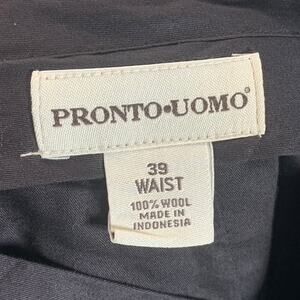 PRONTO•UOMO®
39
WAIST
100% WOOL
MADE IN
INDONESIA